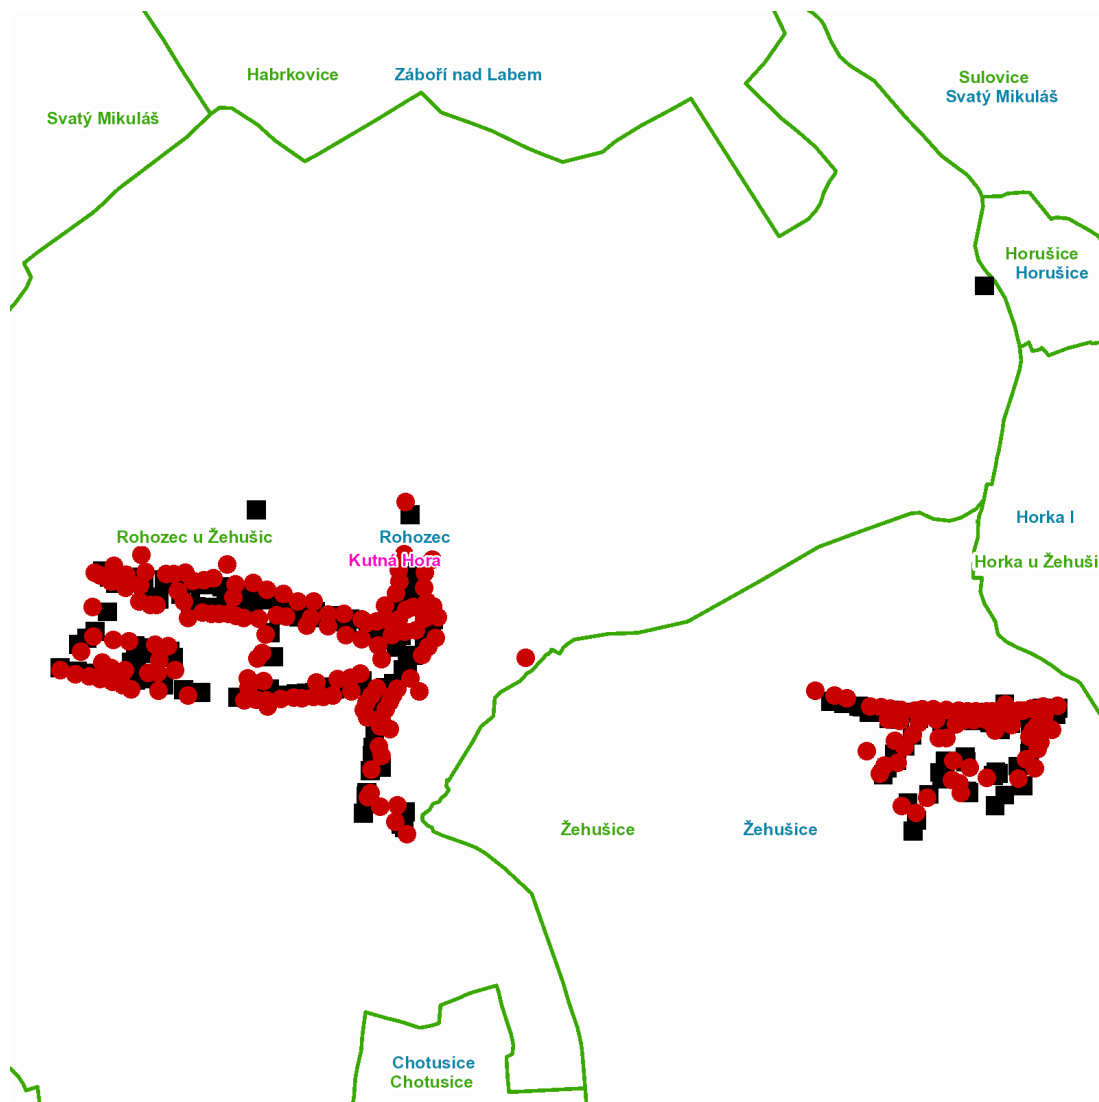 Habrkovice
Záboří nad Labem
Sulovice
Svatý Mikuláš
Svatý Mikuláš
Horušice
Horušice
Horka I
Rohozec u Žehušic
Rohozec
Kutná Hora
Horka u Žehuši
Žehušice
Žehušice
Chotusice
Chotusice